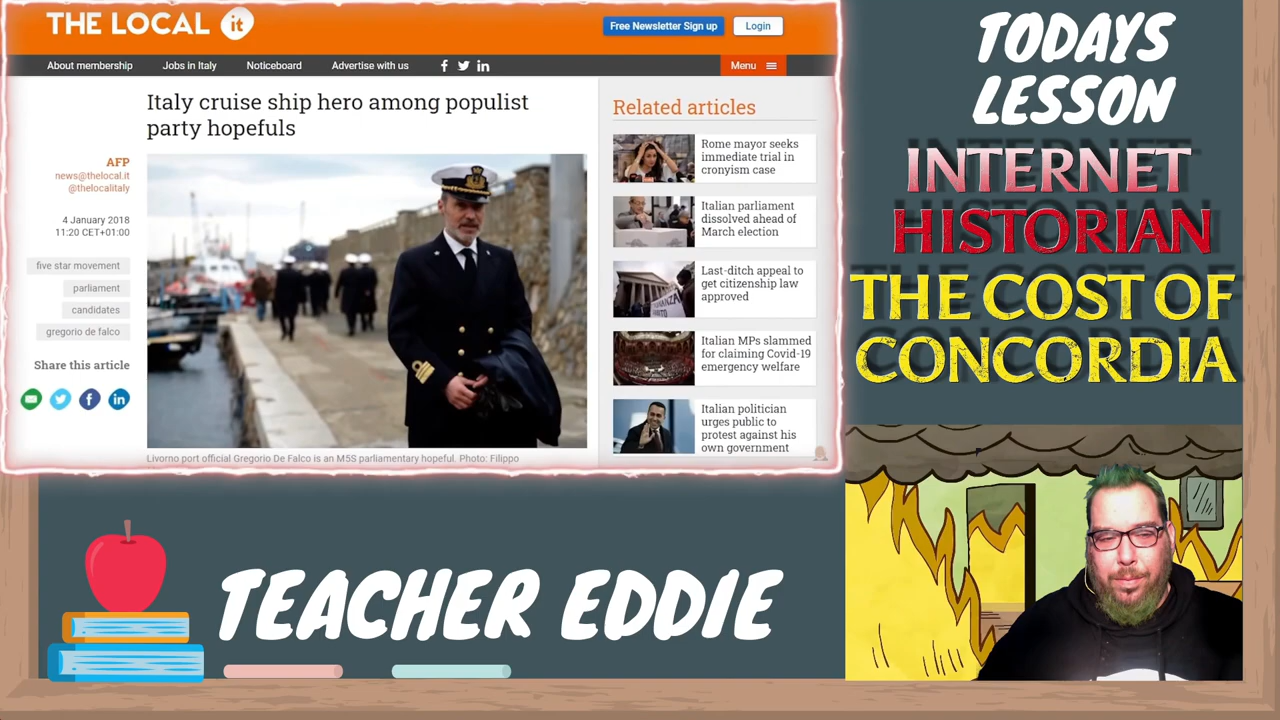 THE LOCAL it
Free Newsletter Sign up
Login
About membership
Jobs in Italy
Noticeboard
Advertise with us
Menu
Italy cruise ship hero among populist
party hopefuls
AFP
news@thelocal.it
@thelocalitaly
4 January 2018
11:20 CET+01:00
five star movement
parliament
candidates
gregorio de falco
Share this article
Livorno port official Gregorio De Falco is an M5S parliamentary hopeful. Photo: Filippo
Related articles
Rome mayor seeks
immediate trial in
cronyism case
Italian parliament
dissolved ahead of
March election
Last-ditch appeal to
get citizenship law
approved
Italian MPs slammed
for claiming Covid-19
emergency welfare
Italian politician
urges public to
protest against his
own government
TODAYS
LESSON
INTERNET
HISTORIAN
THE COST OF
CONCORDIA
TEACHER EDDIE